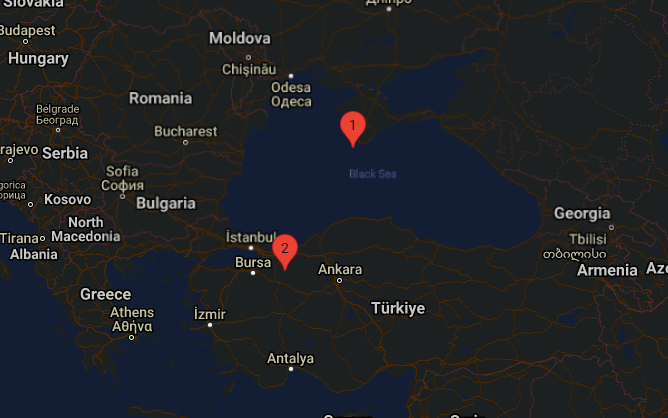 Slovakia
Дніпро
Budapest
Moldova
Hungary
Chişinău
Odesa
Одеса
Romania
Belgrade
Београд
Bucharest
1
Serbia
Sofia
София
Black Sea
Kosovo
Bulgaria
North
Macedonia
Georgia
Tirana
İstanbul
2
Tbilisi
თბილისი
Albania
Bursa
Ankara
Armenia
Greece
Athens
Αθήνα
İzmir
Türkiye
Antalya